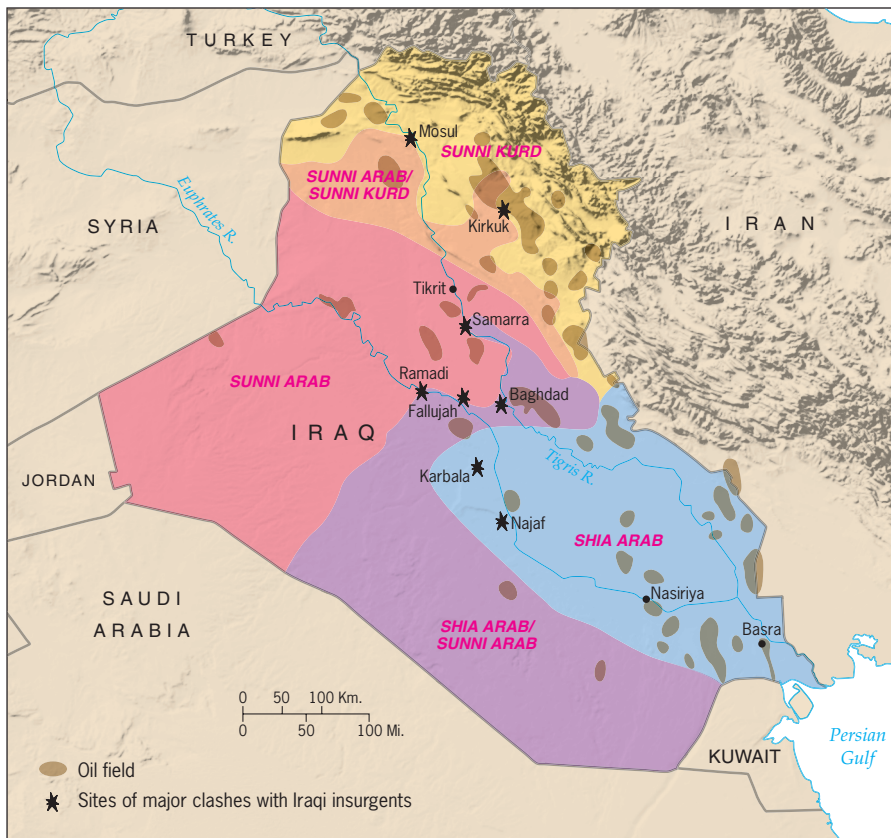 TURKEY
Mosul
SUNNI KURD
SUNNI ARAB/
SUNNI KURD
Euphrates R.
SYRIA
Kirkuk
IRAN
Tikrit
Samarra
Ramadi
SUNNI ARAB
Fallujah
Baghdad
IRAQ
Tigris R.
JORDAN
Karbala
Najaf
SHIA ARAB
SAUDI
ARABIA
Nasiriya
SHIA ARAB/
SUNNI ARAB
Basra
0 50 100 Km.
0 50 100 Mi.
Persian
Gulf
KUWAIT
Oil field
Sites of major clashes with Iraqi insurgents